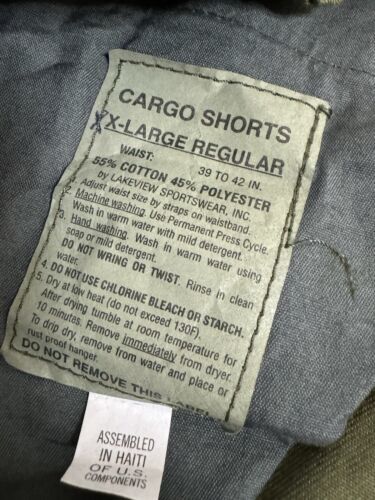 CARGO SHORTS
XX-LARGE REGULAR
WAIST: 39 TO 42 IN.
55% COTTON 45% POLYESTER
by LAKEVIEW SPORTSWEAR, INC.
1. Adjust waist size by straps on waistband.
2. Machine washing. Use Permanent Press Cycle.
Wash in warm water with mild detergent.
3. Hand washing. Wash in warm water using
soap or mild detergent.
DO NOT WRING OR TWIST. Rinse in clean
water.
4. DO NOT USE CHLORINE BLEACH OR STARCH.
5. Dry at low heat (do not exceed 130F).
After drying tumble at room temperature for
10 minutes. Remove immediately from dryer.
To drip dry, remove from water and place on
rust proof hanger.
DO NOT REMOVE THIS LABEL
ASSEMBLED
IN HAITI
OF U.S.
COMPONENTS